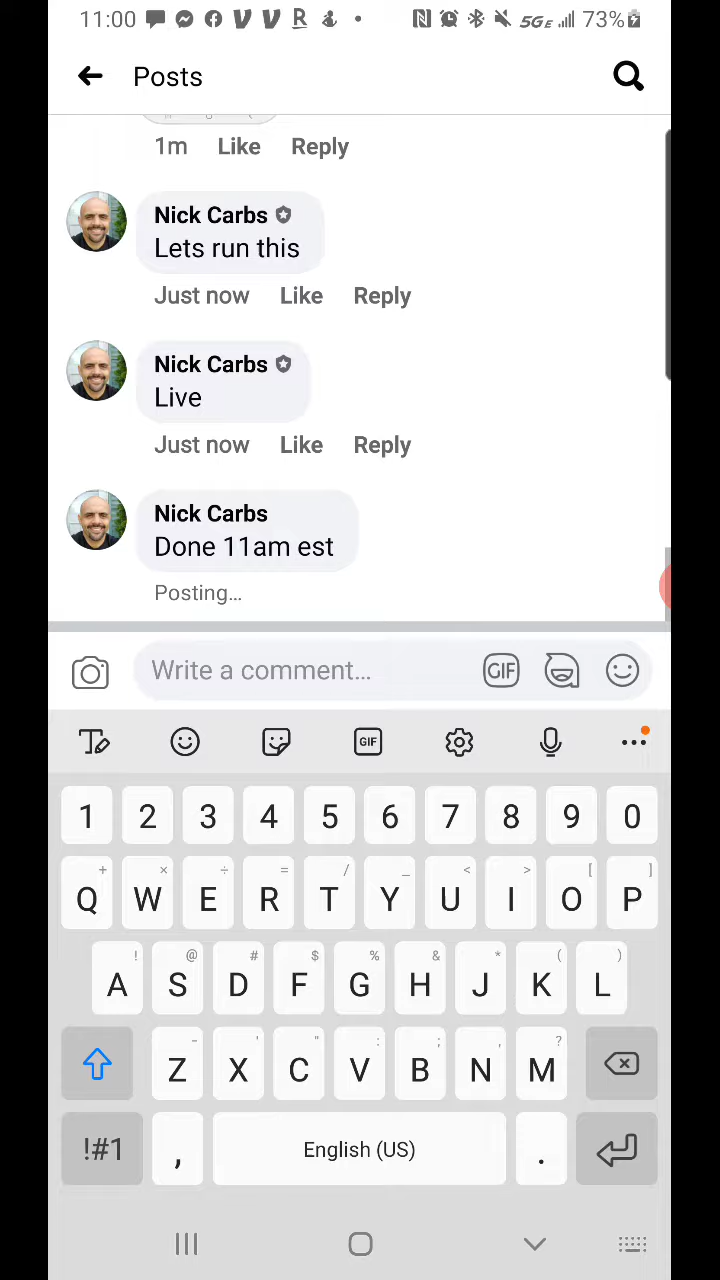 11:00 5GE 73%
Posts
1m Like Reply
Nick Carbs
Lets run this
Just now Like Reply
Nick Carbs
Live
Just now Like Reply
Nick Carbs
Done 11am est
Posting...
Write a comment... GIF
GIF
1 2 3 4 5 6 7 8 9 0
+ × ÷ = / _ < > [ ]
Q W E R T Y U I O P
! @ # $ % & * ( )
A S D F G H J K L
- ' " : ; , ?
Z X C V B N M
!#1 , English (US) .